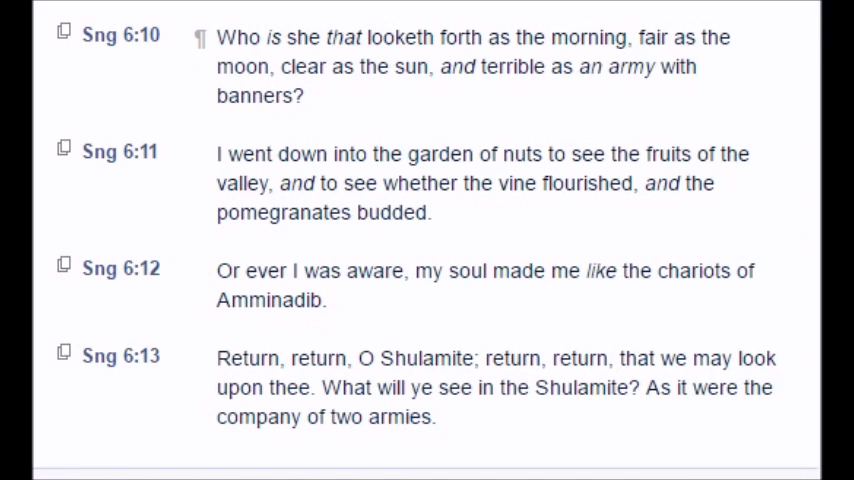 Sng 6:10 ¶ Who is she that looketh forth as the morning, fair as the
moon, clear as the sun, and terrible as an army with
banners?
Sng 6:11 I went down into the garden of nuts to see the fruits of the
valley, and to see whether the vine flourished, and the
pomegranates budded.
Sng 6:12 Or ever I was aware, my soul made me like the chariots of
Amminadib.
Sng 6:13 Return, return, O Shulamite; return, return, that we may look
upon thee. What will ye see in the Shulamite? As it were the
company of two armies.